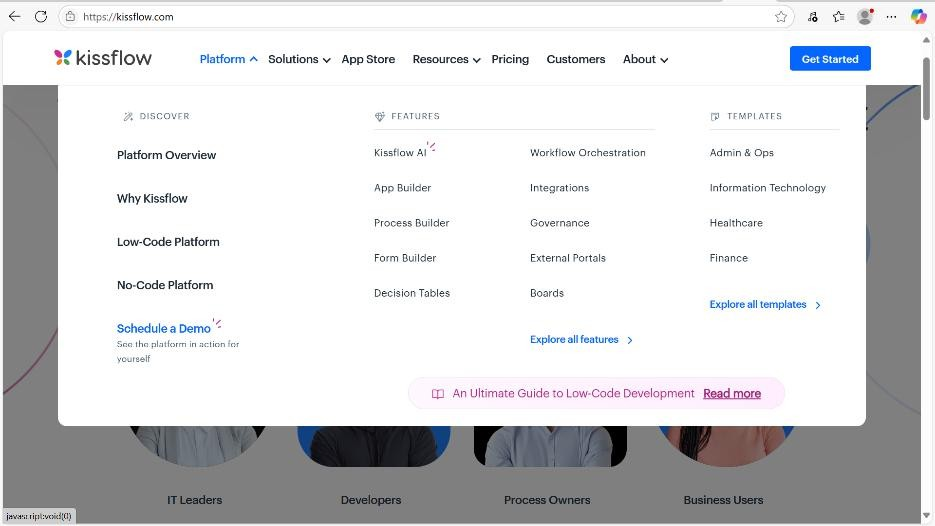 https://kissflow.com
kissflow
Platform
Solutions
App Store
Resources
Pricing
Customers
About
Get Started
DISCOVER
Platform Overview
Why Kissflow
Low-Code Platform
No-Code Platform
Schedule a Demo
See the platform in action for
yourself
FEATURES
Kissflow AI
App Builder
Process Builder
Form Builder
Decision Tables
Workflow Orchestration
Integrations
Governance
External Portals
Boards
Explore all features
TEMPLATES
Admin & Ops
Information Technology
Healthcare
Finance
Explore all templates
An Ultimate Guide to Low-Code Development Read more
IT Leaders
Developers
Process Owners
Business Users
javascript:void(0)